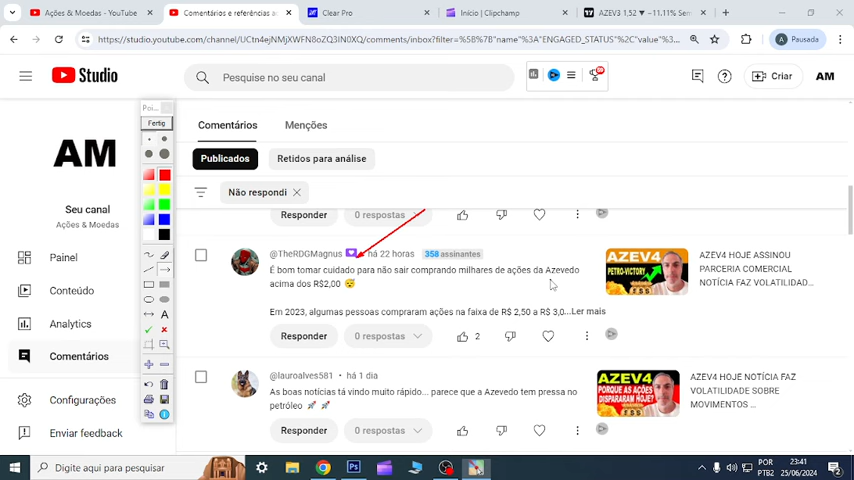 Ações & Moedas - YouTube
Comentários e referências ao
Clear Pro
Início | Clipchamp
AZEV3 1,52 ▼ −11.11% Sem
https://studio.youtube.com/channel/UCtn4ejNMjXWFN8oZQ3IN0XQ/comments/inbox?filter=%5B%7B"name"%3A"ENGAGED_STATUS"%2C"value"%...
A Pausada
Studio
Pesquise no seu canal
Criar
AM
Poi...
Fertig
Comentários
Menções
AM
Publicados
Retidos para análise
Não respondi
Seu canal
Ações & Moedas
Responder
0 respostas
@TheRDGMagnus • há 22 horas 358 assinantes
É bom tomar cuidado para não sair comprando milhares de ações da Azevedo
acima dos R$2,00 😴
Em 2023, algumas pessoas compraram ações na faixa de R$ 2,50 a R$ 3,0...Ler mais
Responder
0 respostas
2
AZEV4
PETRO-VICTORY
AZEV4 HOJE ASSINOU
PARCERIA COMERCIAL
NOTÍCIA FAZ VOLATILIDAD...
Painel
Conteúdo
Analytics
Comentários
Configurações
Enviar feedback
A
@lauroalves581 • há 1 dia
As boas notícias tá vindo muito rápido... parece que a Azevedo tem pressa no
petróleo 🚀 🚀
Responder
0 respostas
AZEV4
PORQUE AS AÇÕES
DISPARARAM HOJE?
AZEV4 HOJE NOTÍCIA FAZ
VOLATILIDADE SOBRE
MOVIMENTOS ...
Digite aqui para pesquisar
POR
PTB2
23:41
25/06/2024
2